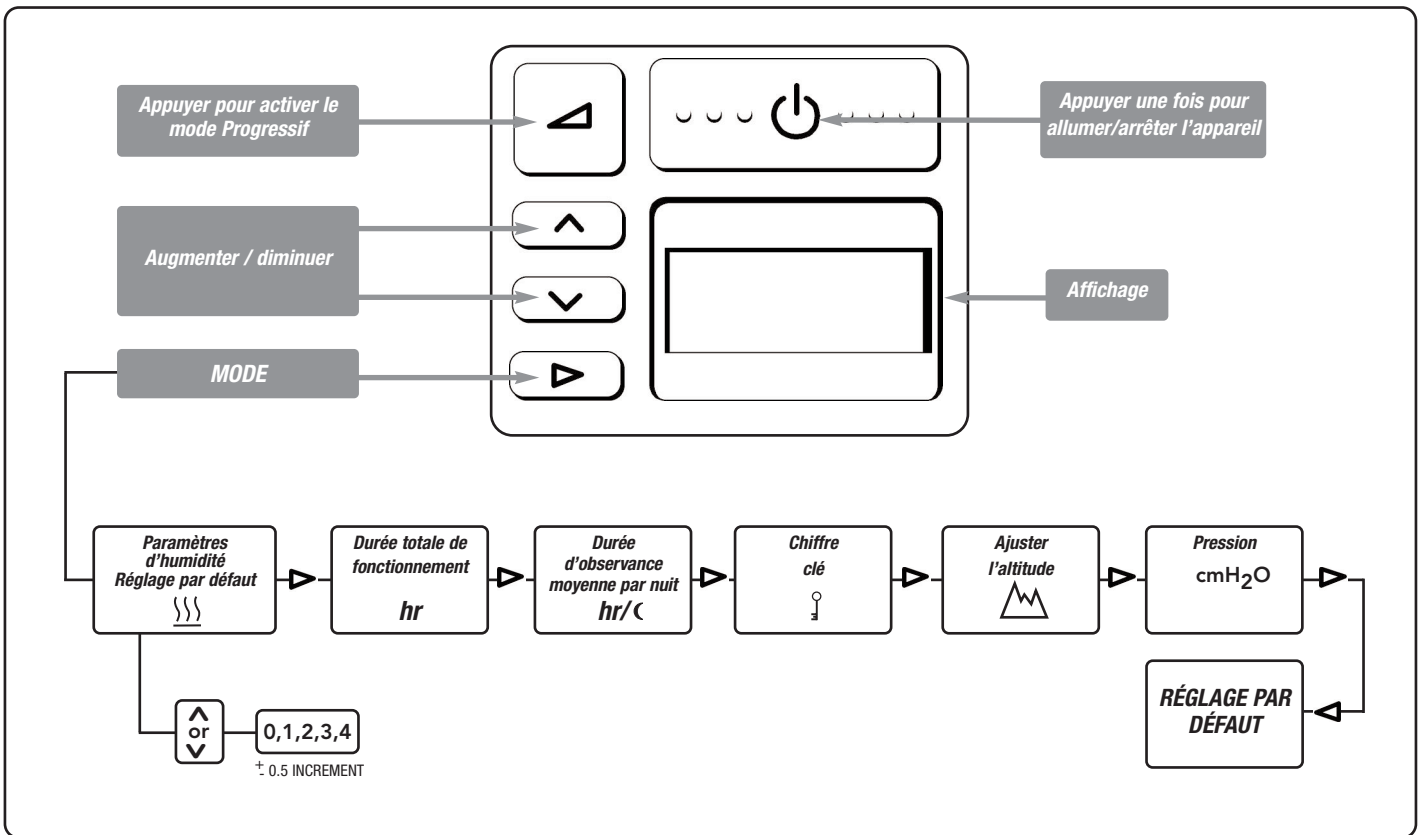 Appuyer pour activer le
mode Progressif
Appuyer une fois pour
allumer/arrêter l'appareil
Augmenter / diminuer
Affichage
MODE
Paramètres
d'humidité
Réglage par défaut
Durée totale de
fonctionnement
hr
Durée
d'observance
moyenne par nuit
hr/
Chiffre
clé
Ajuster
l'altitude
Pression
cmH2O
or
0,1,2,3,4
+- 0.5 INCREMENT
RÉGLAGE PAR
DÉFAUT